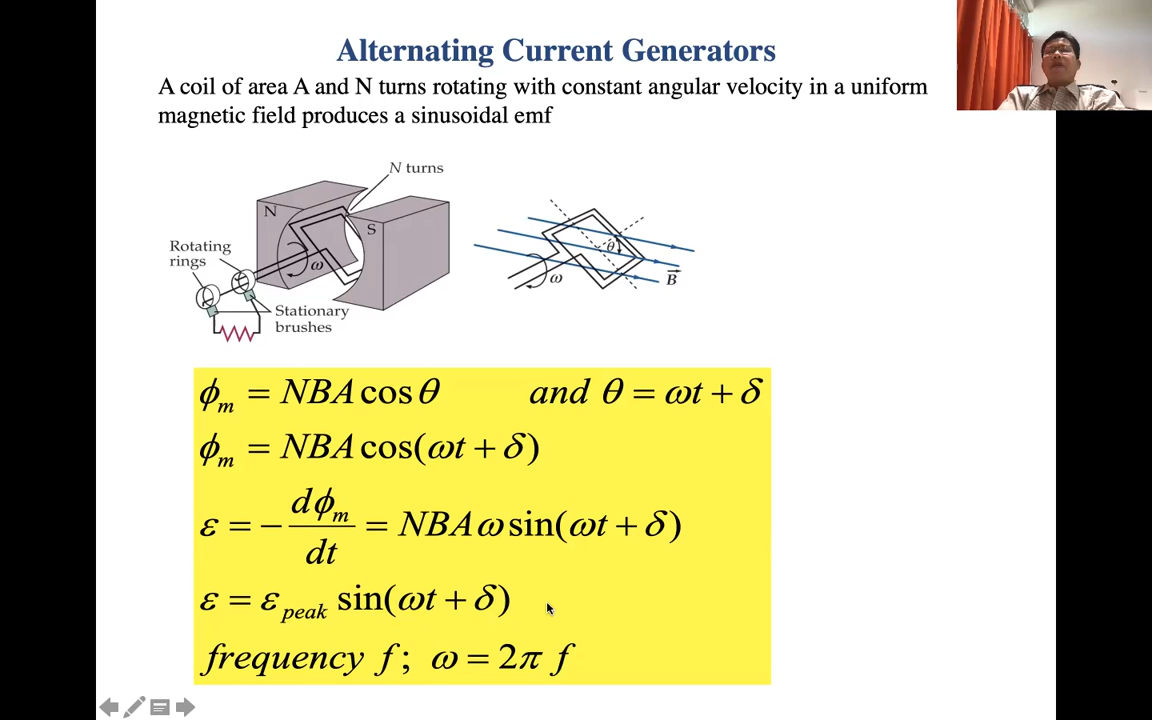 Alternating Current Generators
A coil of area A and N turns rotating with constant angular velocity in a uniform
magnetic field produces a sinusoidal emf
N turns
N
S
Rotating
rings
ω
Stationary
brushes
θ
ω
B⃗
ϕ_m = NBA cos θ and θ = ωt + δ
ϕ_m = NBA cos(ωt + δ)
ε = − dϕ_m/dt = NBAω sin(ωt + δ)
ε = ε_peak sin(ωt + δ)
frequency f; ω = 2π f